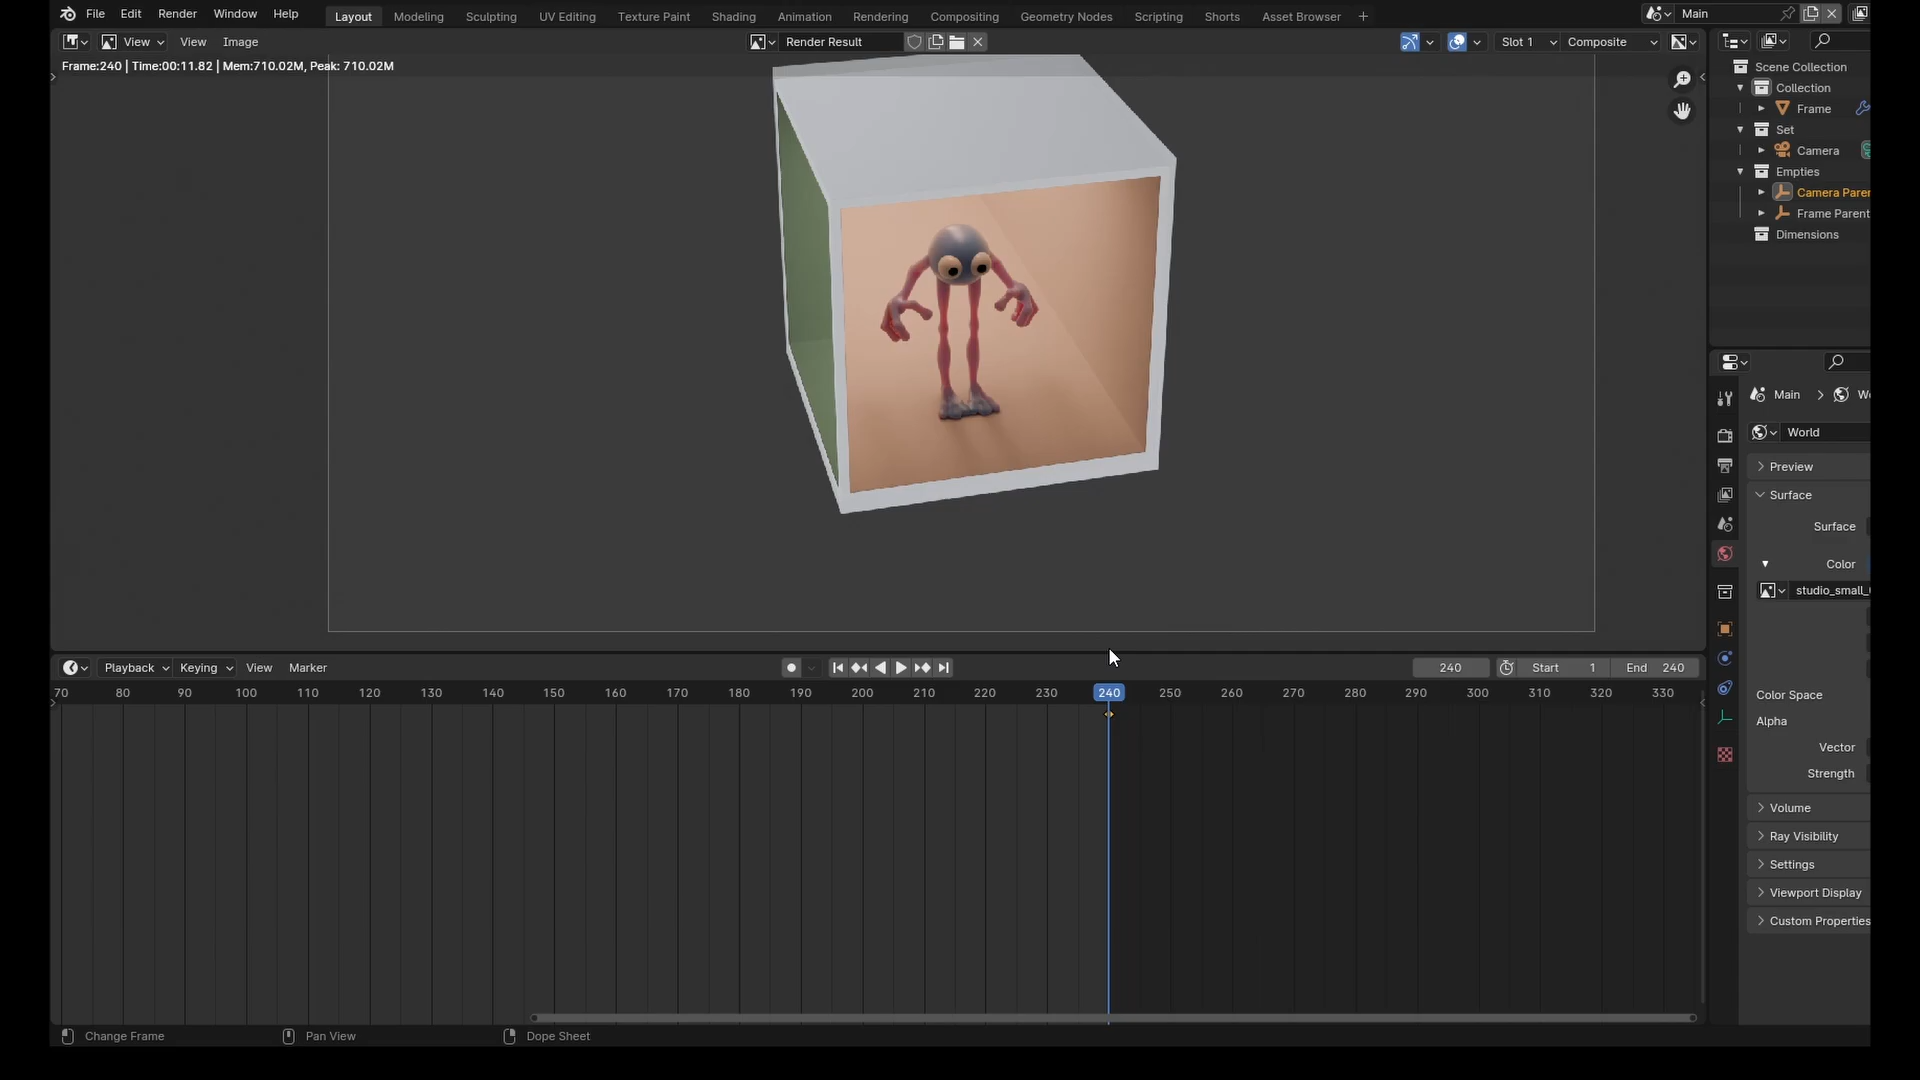 File Edit Render Window Help Layout Modeling Sculpting UV Editing Texture Paint Shading Animation Rendering Compositing Geometry Nodes Scripting Shorts Asset Browser + Main
View View Image Render Result Slot 1 Composite
Frame:240 | Time:00:11.82 | Mem:710.02M, Peak: 710.02M
Scene Collection
Collection
Frame
Set
Camera
Empties
Camera Parer
Frame Parent
Dimensions
Main
World
Preview
Surface
Surface
Color
studio_small_
Color Space
Alpha
Vector
Strength
Volume
Ray Visibility
Settings
Viewport Display
Custom Properties
Playback Keying View Marker 240 Start 1 End 240
70 80 90 100 110 120 130 140 150 160 170 180 190 200 210 220 230 240 250 260 270 280 290 300 310 320 330
Change Frame Pan View Dope Sheet